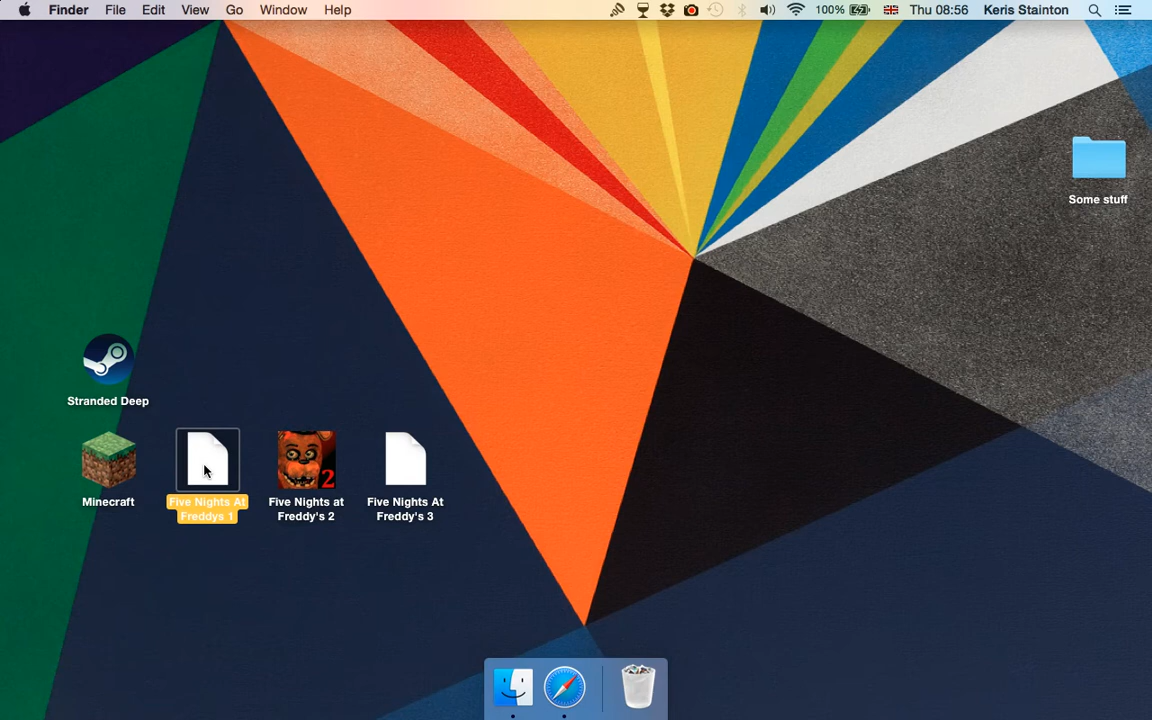 Finder File Edit View Go Window Help 100% Thu 08:56 Keris Stainton
Some stuff
Stranded Deep
Minecraft
Five Nights At
Freddys 1
2
Five Nights at
Freddy's 2
Five Nights At
Freddy's 3